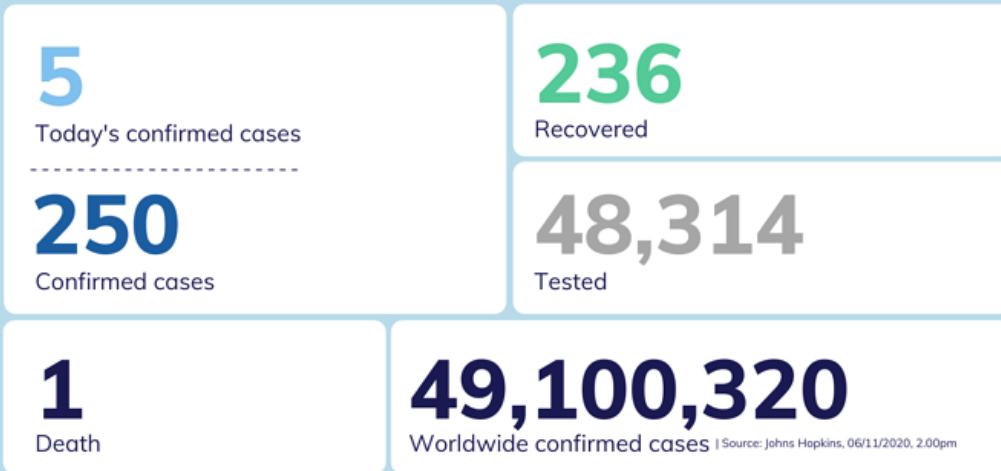 5
Today's confirmed cases
250
Confirmed cases
236
Recovered
48,314
Tested
1
Death
49,100,320
Worldwide confirmed cases | Source: Johns Hopkins, 06/11/2020, 2.00pm